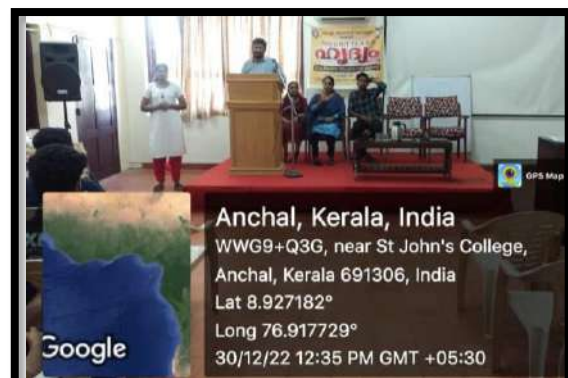 ഹൃദ്യം
GPS Map
Anchal, Kerala, India
WWG9+Q3G, near St John's College,
Anchal, Kerala 691306, India
Lat 8.927182°
Long 76.917729°
30/12/22 12:35 PM GMT +05:30
Google